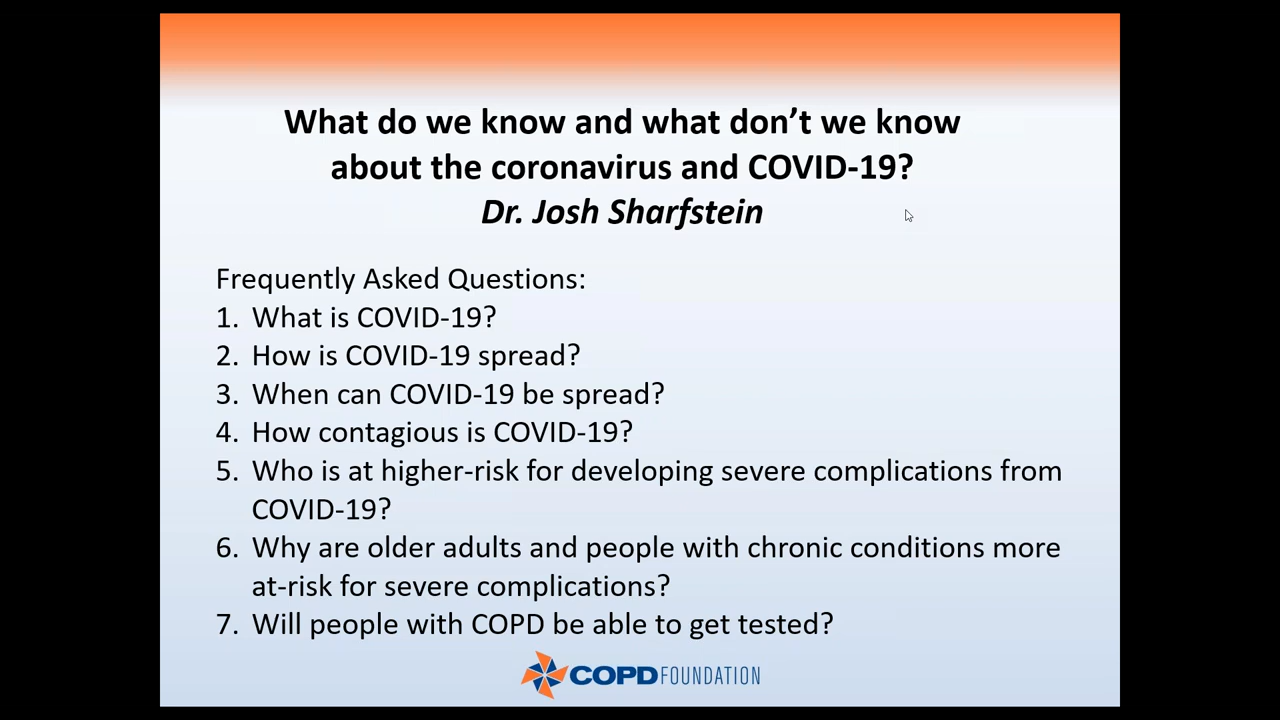 What do we know and what don’t we know
about the coronavirus and COVID-19?
Dr. Josh Sharfstein
Frequently Asked Questions:
1. What is COVID-19?
2. How is COVID-19 spread?
3. When can COVID-19 be spread?
4. How contagious is COVID-19?
5. Who is at higher-risk for developing severe complications from
COVID-19?
6. Why are older adults and people with chronic conditions more
at-risk for severe complications?
7. Will people with COPD be able to get tested?
COPD FOUNDATION